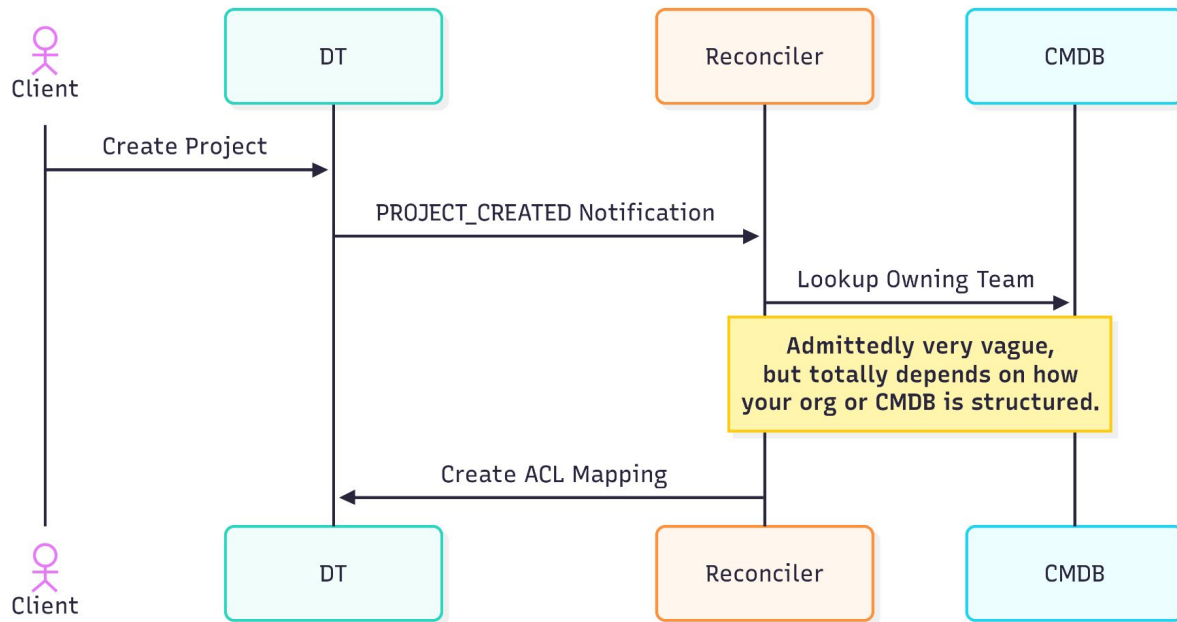 Client
DT
Reconciler
CMDB
Create Project
PROJECT_CREATED Notification
Lookup Owning Team
Admittedly very vague,
but totally depends on how
your org or CMDB is structured.
Create ACL Mapping
Client
DT
Reconciler
CMDB